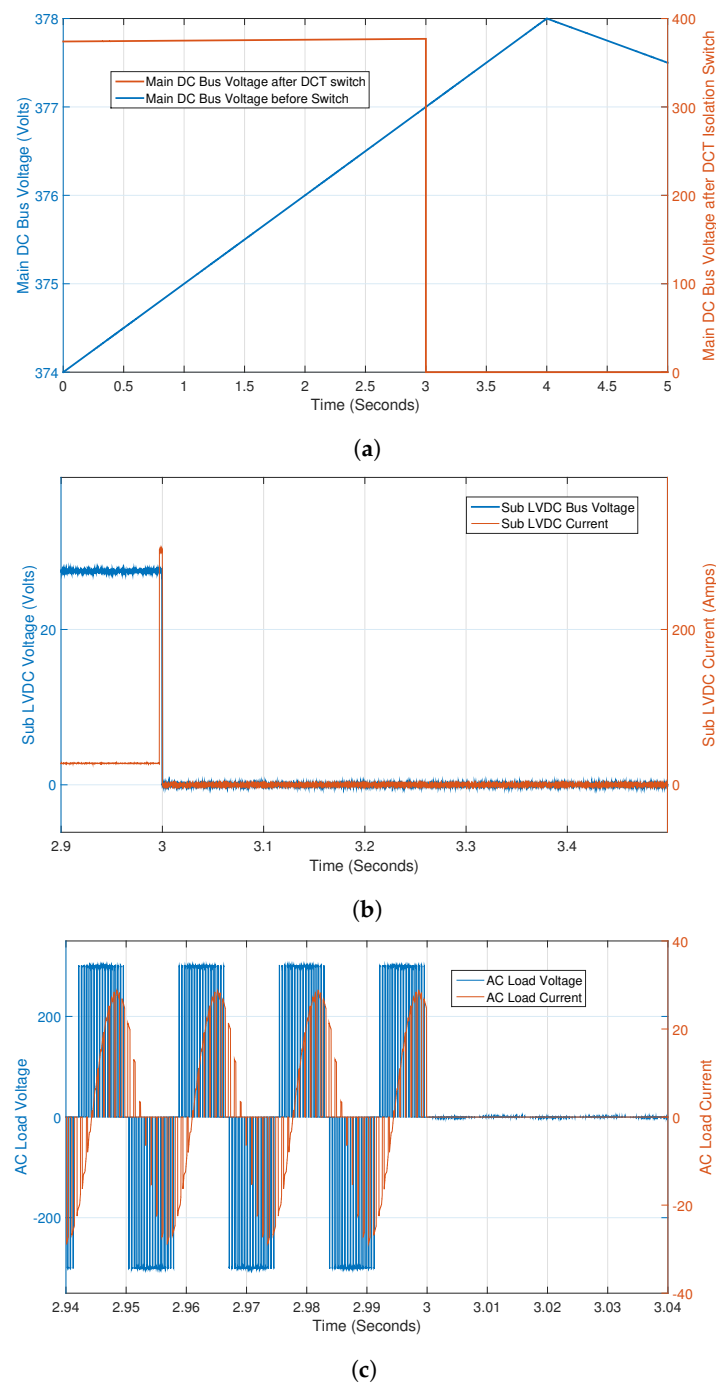 378
400
Main DC Bus Voltage after DCT switch
Main DC Bus Voltage before Switch
377
300
376
200
375
100
374
0
0 0.5 1 1.5 2 2.5 3 3.5 4 4.5 5
Time (Seconds)
Main DC Bus Voltage (Volts)
Main DC Bus Voltage after DCT Isolation Switch
(a)
Sub LVDC Bus Voltage
Sub LVDC Current
20
200
0
0
2.9 3 3.1 3.2 3.3 3.4
Time (Seconds)
Sub LVDC Voltage (Volts)
Sub LVDC Current (Amps)
(b)
40
AC Load Voltage
AC Load Current
200
20
0
0
-200
-20
-40
2.94 2.95 2.96 2.97 2.98 2.99 3 3.01 3.02 3.03 3.04
Time (Seconds)
AC Load Voltage
AC Load Current
(c)